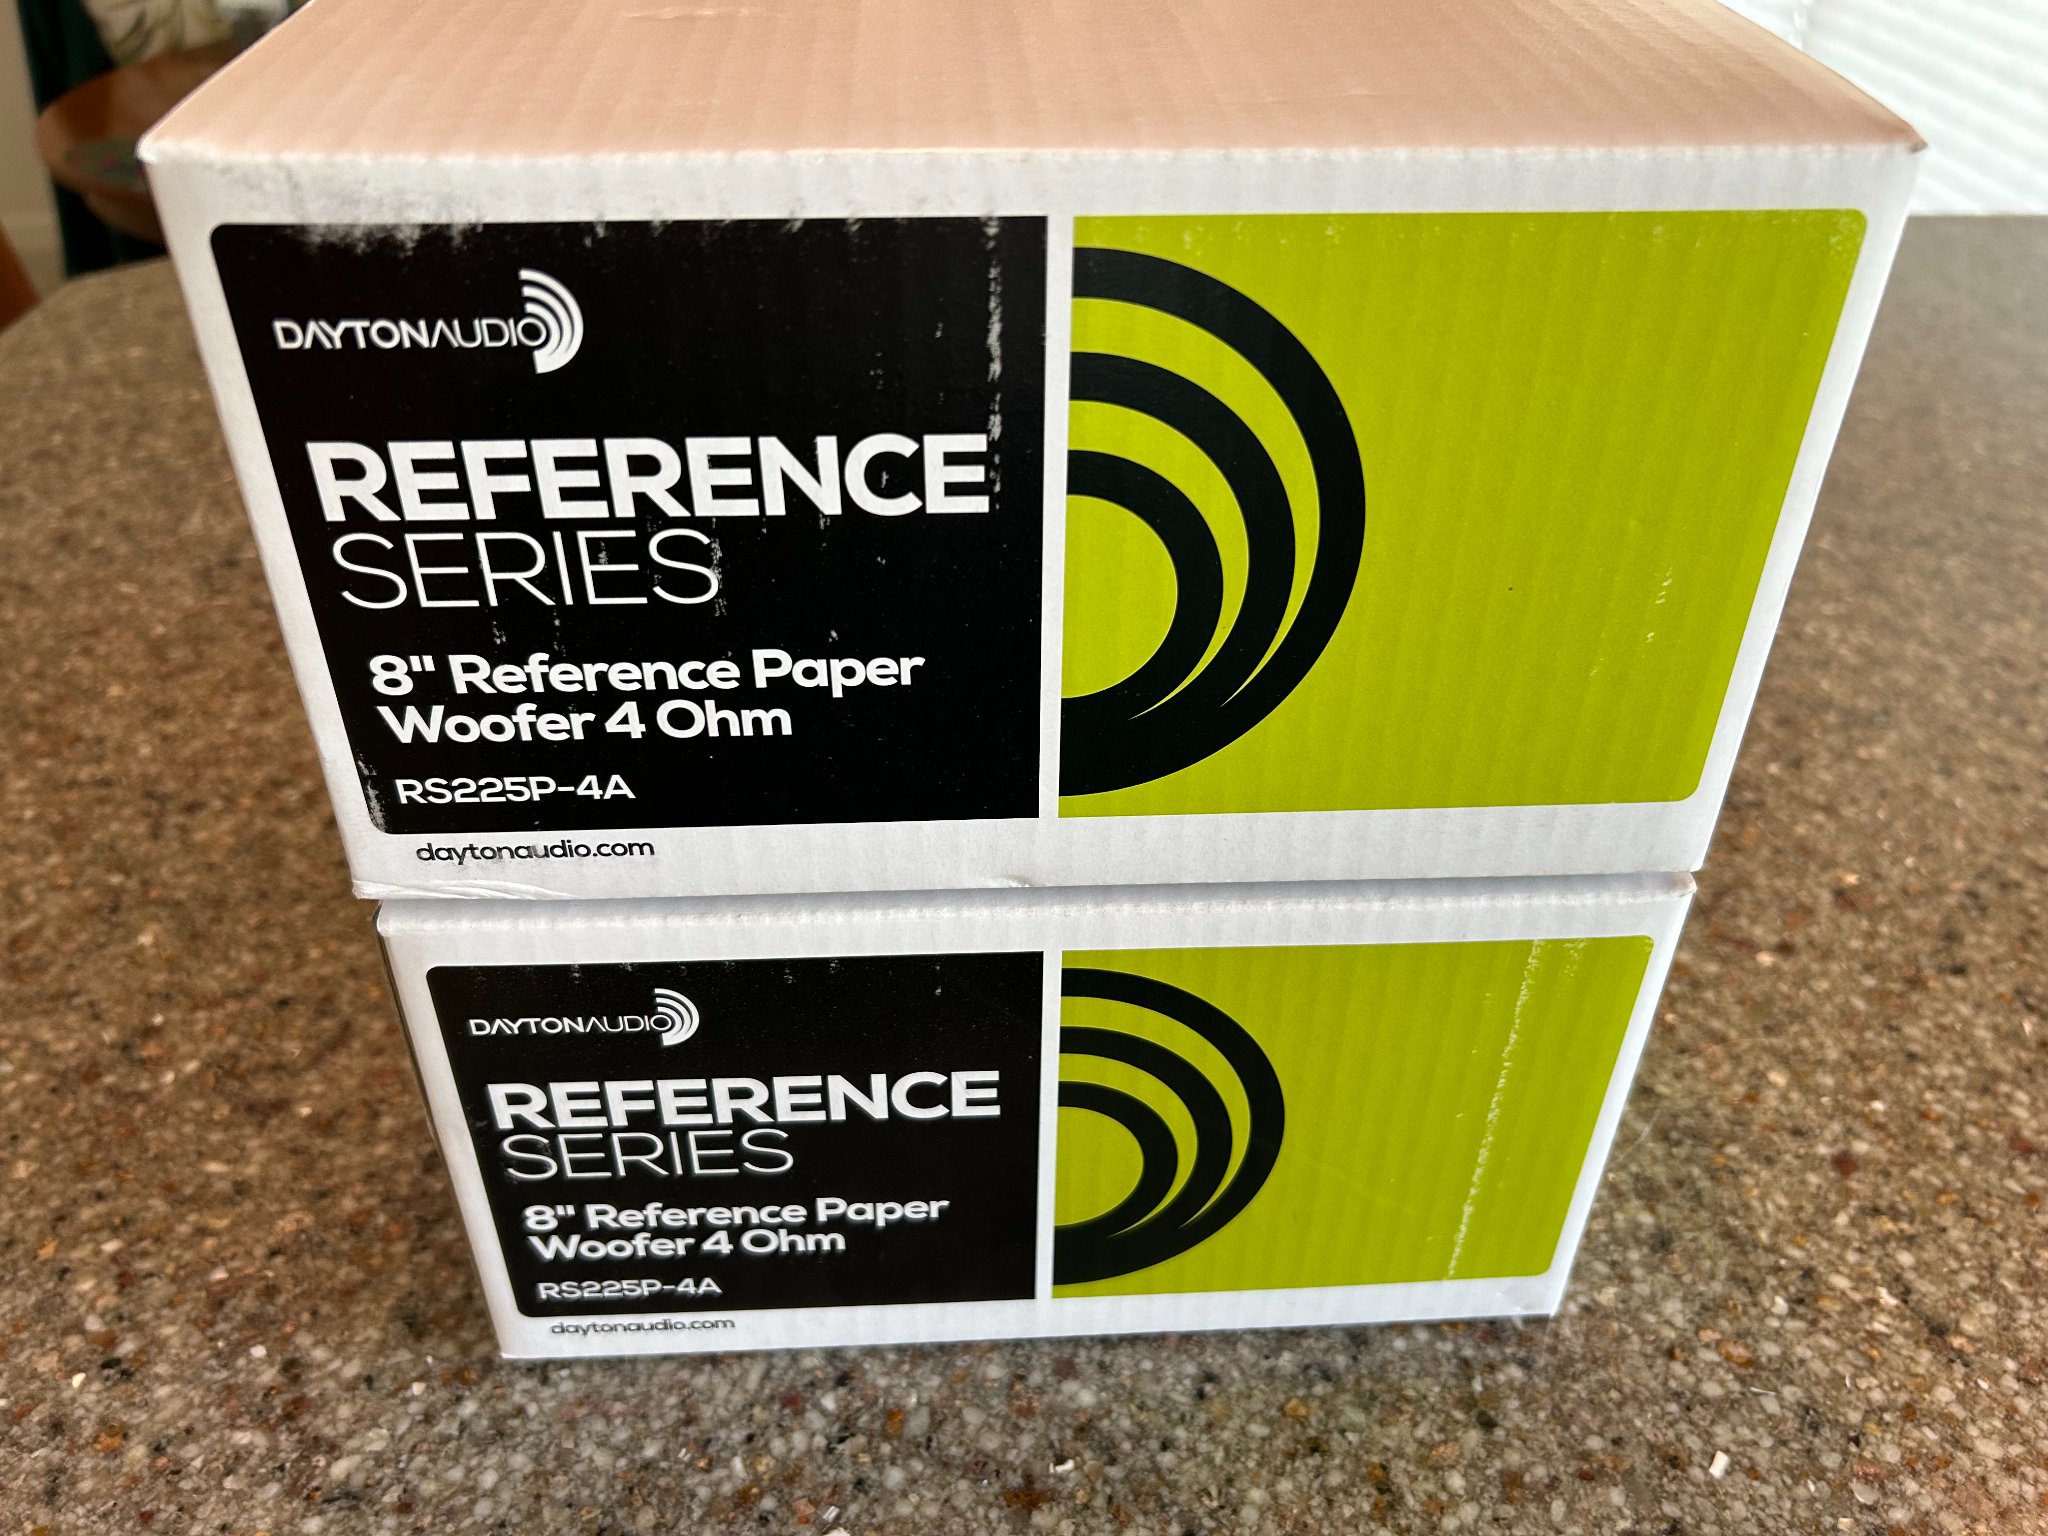 DAYTONAUDIO
REFERENCE
SERIES
8" Reference Paper
Woofer 4 Ohm
RS225P-4A
daytonaudio.com
DAYTONAUDIO
REFERENCE
SERIES
8" Reference Paper
Woofer 4 Ohm
RS225P-4A
daytonaudio.com